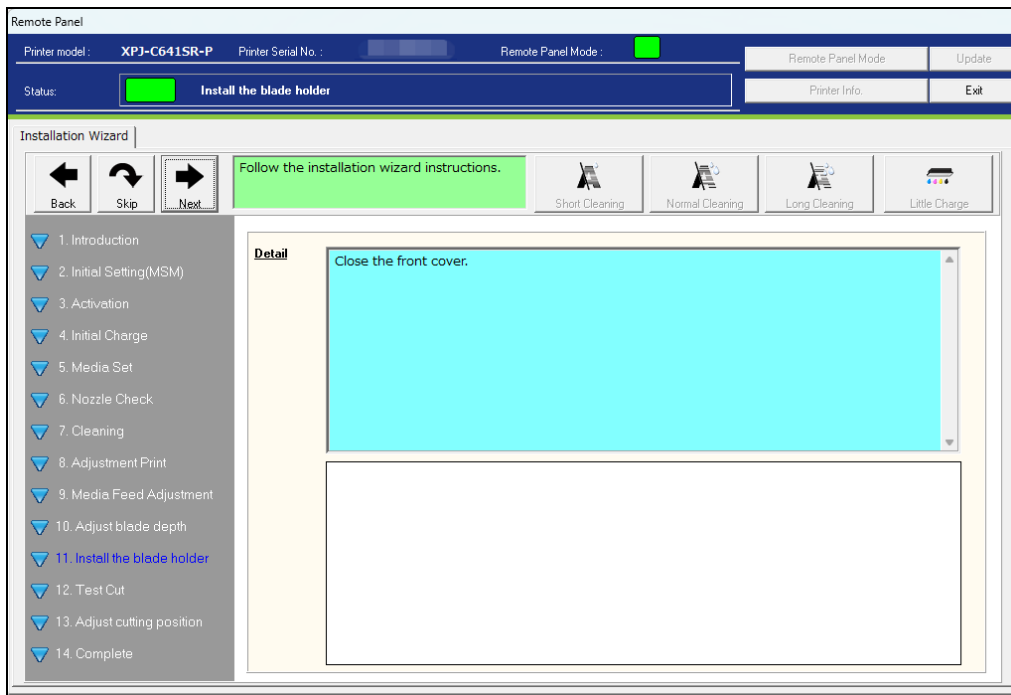 Remote Panel
Printer model : XPJ-C641SR-P Printer Serial No. : Remote Panel Mode :
Remote Panel Mode Update
Status: Install the blade holder
Printer Info. Exit
Installation Wizard
Follow the installation wizard instructions.
Back Skip Next Short Cleaning Normal Cleaning Long Cleaning Little Charge
1. Introduction
2. Initial Setting(MSM)
3. Activation
4. Initial Charge
5. Media Set
6. Nozzle Check
7. Cleaning
8. Adjustment Print
9. Media Feed Adjustment
10. Adjust blade depth
11. Install the blade holder
12. Test Cut
13. Adjust cutting position
14. Complete
Detail
Close the front cover.